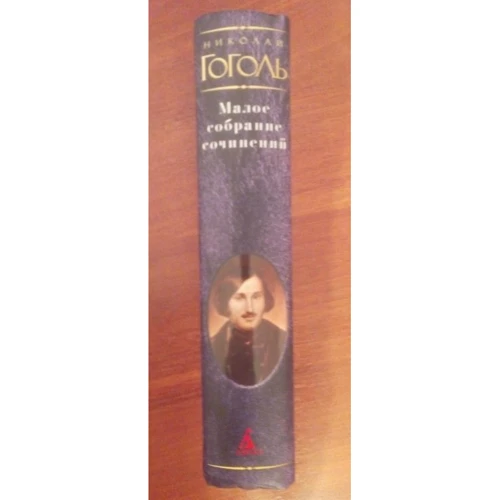 НИКОЛАЙ
ГОГОЛЬ
Малое
собрание
сочинений